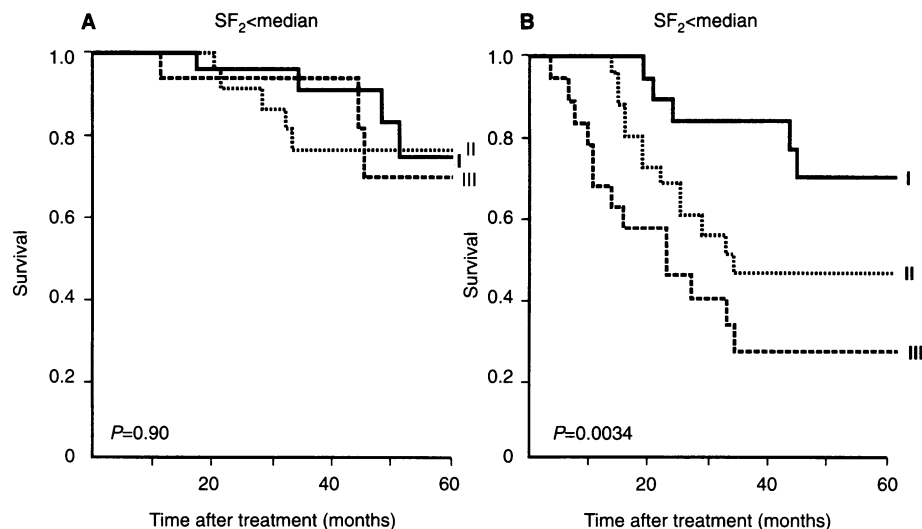 A
SF₂<median
1.0
0.8
0.6
0.4
0.2
0
Survival
II
I
III
P=0.90
20
40
60
Time after treatment (months)
B
SF₂<median
1.0
0.8
0.6
0.4
0.2
0
Survival
I
II
III
P=0.0034
20
40
60
Time after treatment (months)